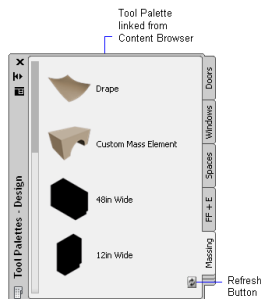 Tool Palette
linked from
Content Browser
Drape
Custom Mass Element
48in Wide
12in Wide
Doors
Windows
Spaces
FF + E
Massing
Tool Palettes - Design
Refresh
Button